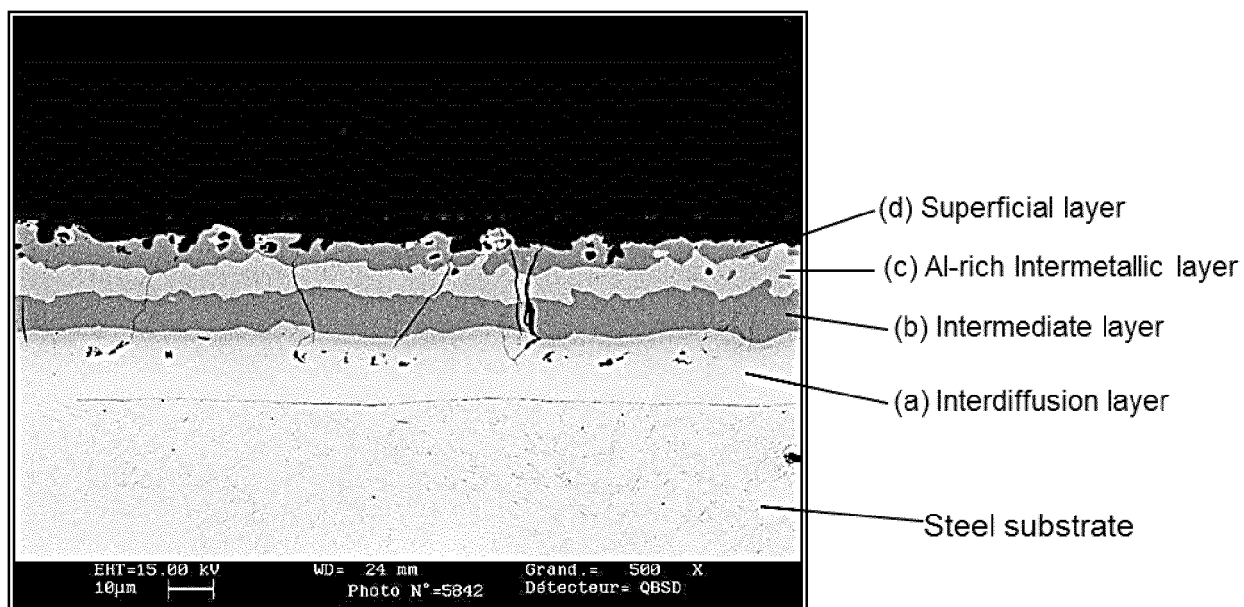 (d) Superficial layer
(c) Al-rich Intermetallic layer
(b) Intermediate layer
(a) Interdiffusion layer
Steel substrate
EHT=15.00 kV WD= 24 mm Grand.= 500 X
10µm Photo N°=5842 Détecteur= QBSD